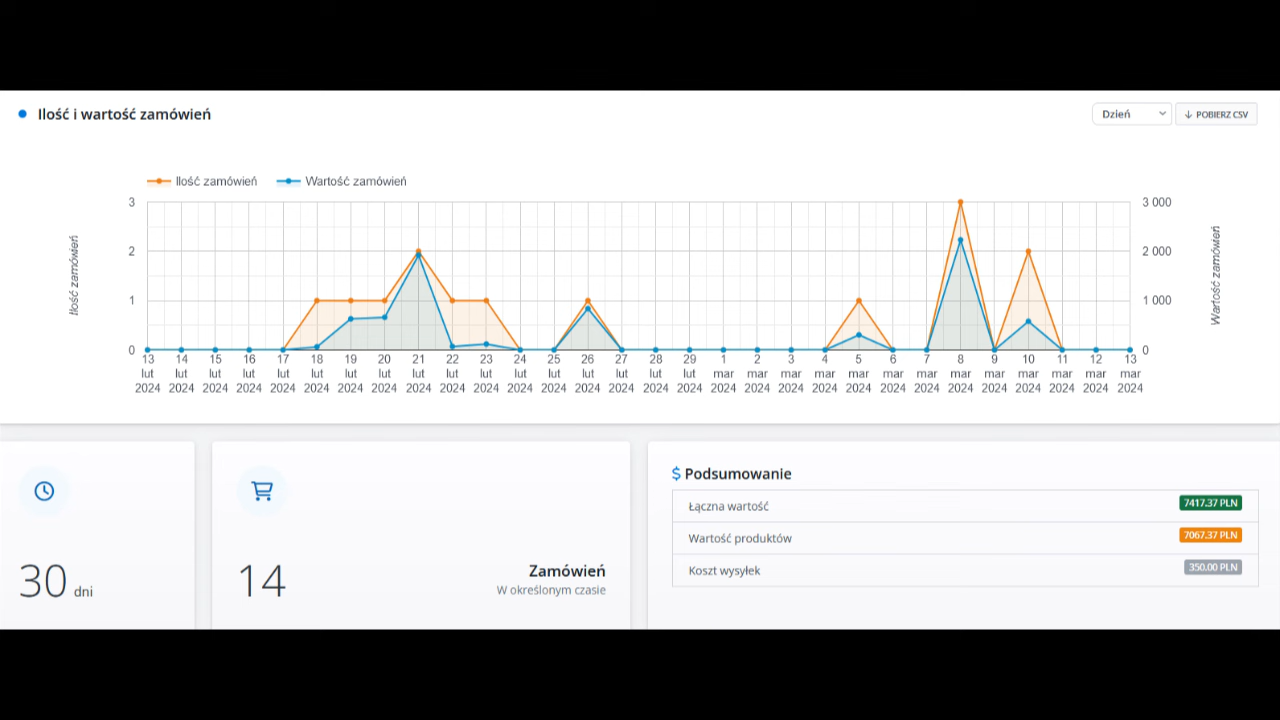 Ilość i wartość zamówień
Dzień
POBIERZ CSV
Ilość zamówień
Wartość zamówień
3
2
1
0
3 000
2 000
1 000
0
Ilość zamówień
Wartość zamówień
13 14 15 16 17 18 19 20 21 22 23 24 25 26 27 28 29 1 2 3 4 5 6 7 8 9 10 11 12 13
lut lut lut lut lut lut lut lut lut lut lut lut lut lut lut lut lut mar mar mar mar mar mar mar mar mar mar mar mar mar
2024 2024 2024 2024 2024 2024 2024 2024 2024 2024 2024 2024 2024 2024 2024 2024 2024 2024 2024 2024 2024 2024 2024 2024 2024 2024 2024 2024 2024 2024
30 dni
14
Zamówień
W określonym czasie
$ Podsumowanie
Łączna wartość 7417.37 PLN
Wartość produktów 7067.37 PLN
Koszt wysyłek 350.00 PLN